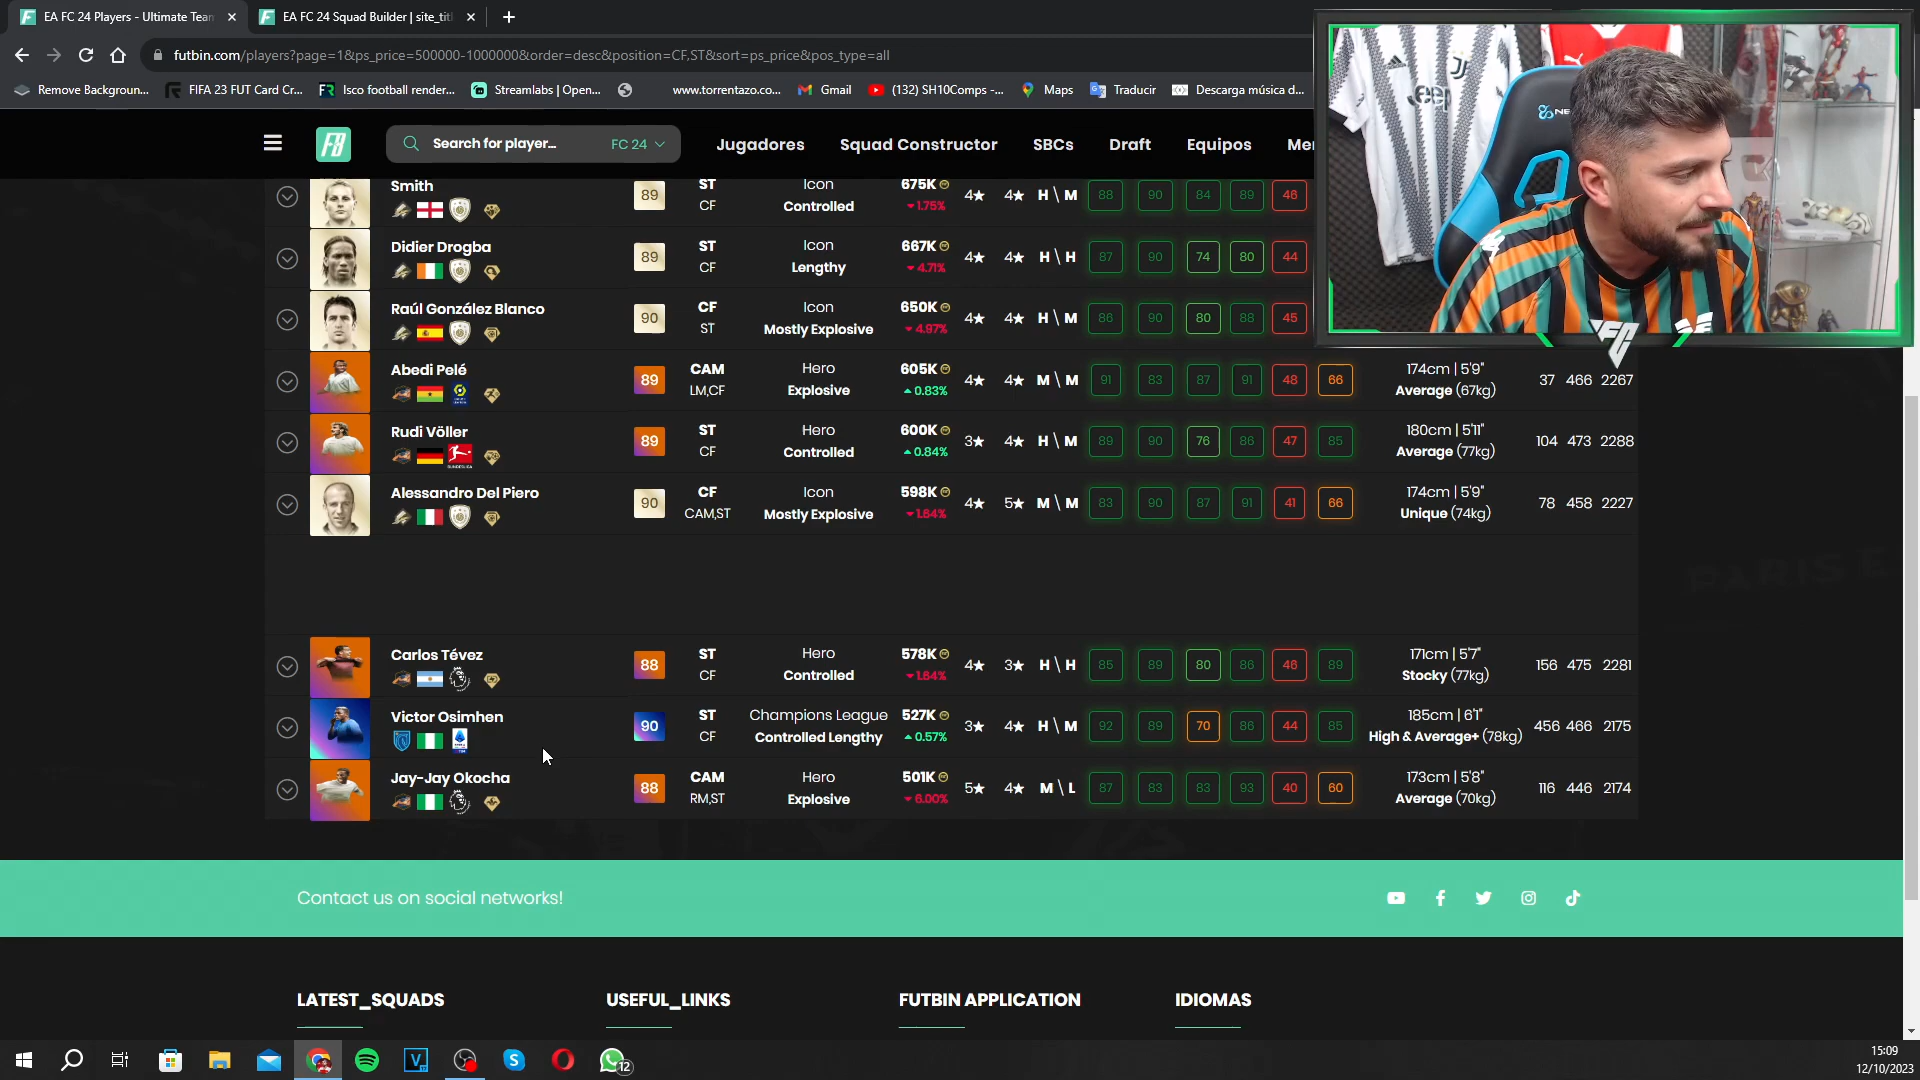 EA FC 24 Players - Ultimate Tean
EA FC 24 Squad Builder | site_titl
futbin.com/players?page=1&ps_price=500000-1000000&order=desc&position=CF,ST&sort=ps_price&pos_type=all
Remove Backgroun... FIFA 23 FUT Card Cr... Isco football render... Streamlabs | Open... www.torrentazo.co... Gmail (132) SH10Comps -... Maps Traducir Descarga música d...
Search for player... FC 24 Jugadores Squad Constructor SBCs Draft Equipos Me
Smith 89 ST Icon 675K 4★ 4★ H \ M 88 90 84 89 46
CF Controlled 1.75%
Didier Drogba 89 ST Icon 667K 4★ 4★ H \ H 87 90 74 80 44
CF Lengthy 4.71%
Raúl González Blanco 90 CF Icon 650K 4★ 4★ H \ M 86 90 80 88 45
ST Mostly Explosive 4.97%
Abedi Pelé 89 CAM Hero 605K 4★ 4★ M \ M 91 83 87 91 48 66 174cm | 5'9" 37 466 2267
LM,CF Explosive 0.83% Average (67kg)
Rudi Völler 89 ST Hero 600K 3★ 4★ H \ M 89 90 76 86 47 85 180cm | 5'11" 104 473 2288
CF Controlled 0.84% Average (77kg)
Alessandro Del Piero 90 CF Icon 598K 4★ 5★ M \ M 83 90 87 91 41 66 174cm | 5'9" 78 458 2227
CAM,ST Mostly Explosive 1.64% Unique (74kg)
Carlos Tévez 88 ST Hero 578K 4★ 3★ H \ H 85 89 80 86 46 89 171cm | 5'7" 156 475 2281
CF Controlled 1.84% Stocky (77kg)
Victor Osimhen 90 ST Champions League 527K 3★ 4★ H \ M 92 89 70 86 44 85 185cm | 6'1" 456 466 2175
CF Controlled Lengthy 0.57% High & Average+ (78kg)
Jay-Jay Okocha 88 CAM Hero 501K 5★ 4★ M \ L 87 83 83 93 40 60 173cm | 5'8" 116 446 2174
RM,ST Explosive 6.00% Average (70kg)
Contact us on social networks!
LATEST_SQUADS USEFUL_LINKS FUTBIN APPLICATION IDIOMAS
Jeep
12
15:09
12/10/2023